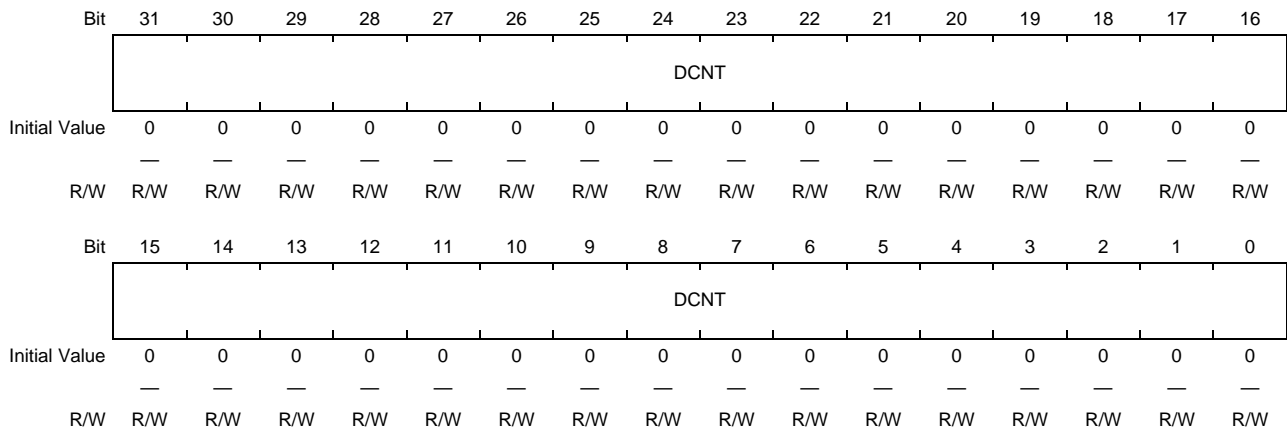 Bit 31 30 29 28 27 26 25 24 23 22 21 20 19 18 17 16
DCNT
Initial Value 0 0 0 0 0 0 0 0 0 0 0 0 0 0 0 0
— — — — — — — — — — — — — — — —
R/W R/W R/W R/W R/W R/W R/W R/W R/W R/W R/W R/W R/W R/W R/W R/W R/W
Bit 15 14 13 12 11 10 9 8 7 6 5 4 3 2 1 0
DCNT
Initial Value 0 0 0 0 0 0 0 0 0 0 0 0 0 0 0 0
— — — — — — — — — — — — — — — —
R/W R/W R/W R/W R/W R/W R/W R/W R/W R/W R/W R/W R/W R/W R/W R/W R/W